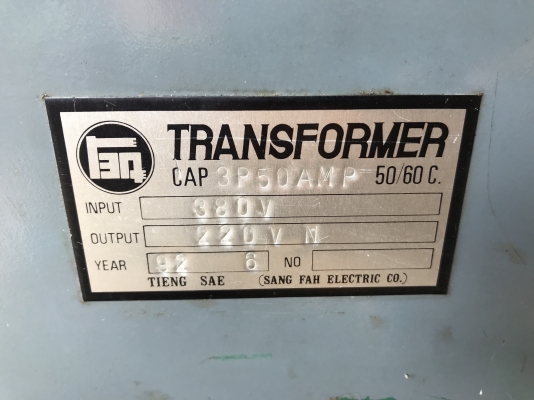 TRANSFORMER
CAP 3P50AMP 50/60 C.
INPUT 380V
OUTPUT 220V N
YEAR 92 6 NO
TIENG SAE (SANG FAH ELECTRIC CO.)